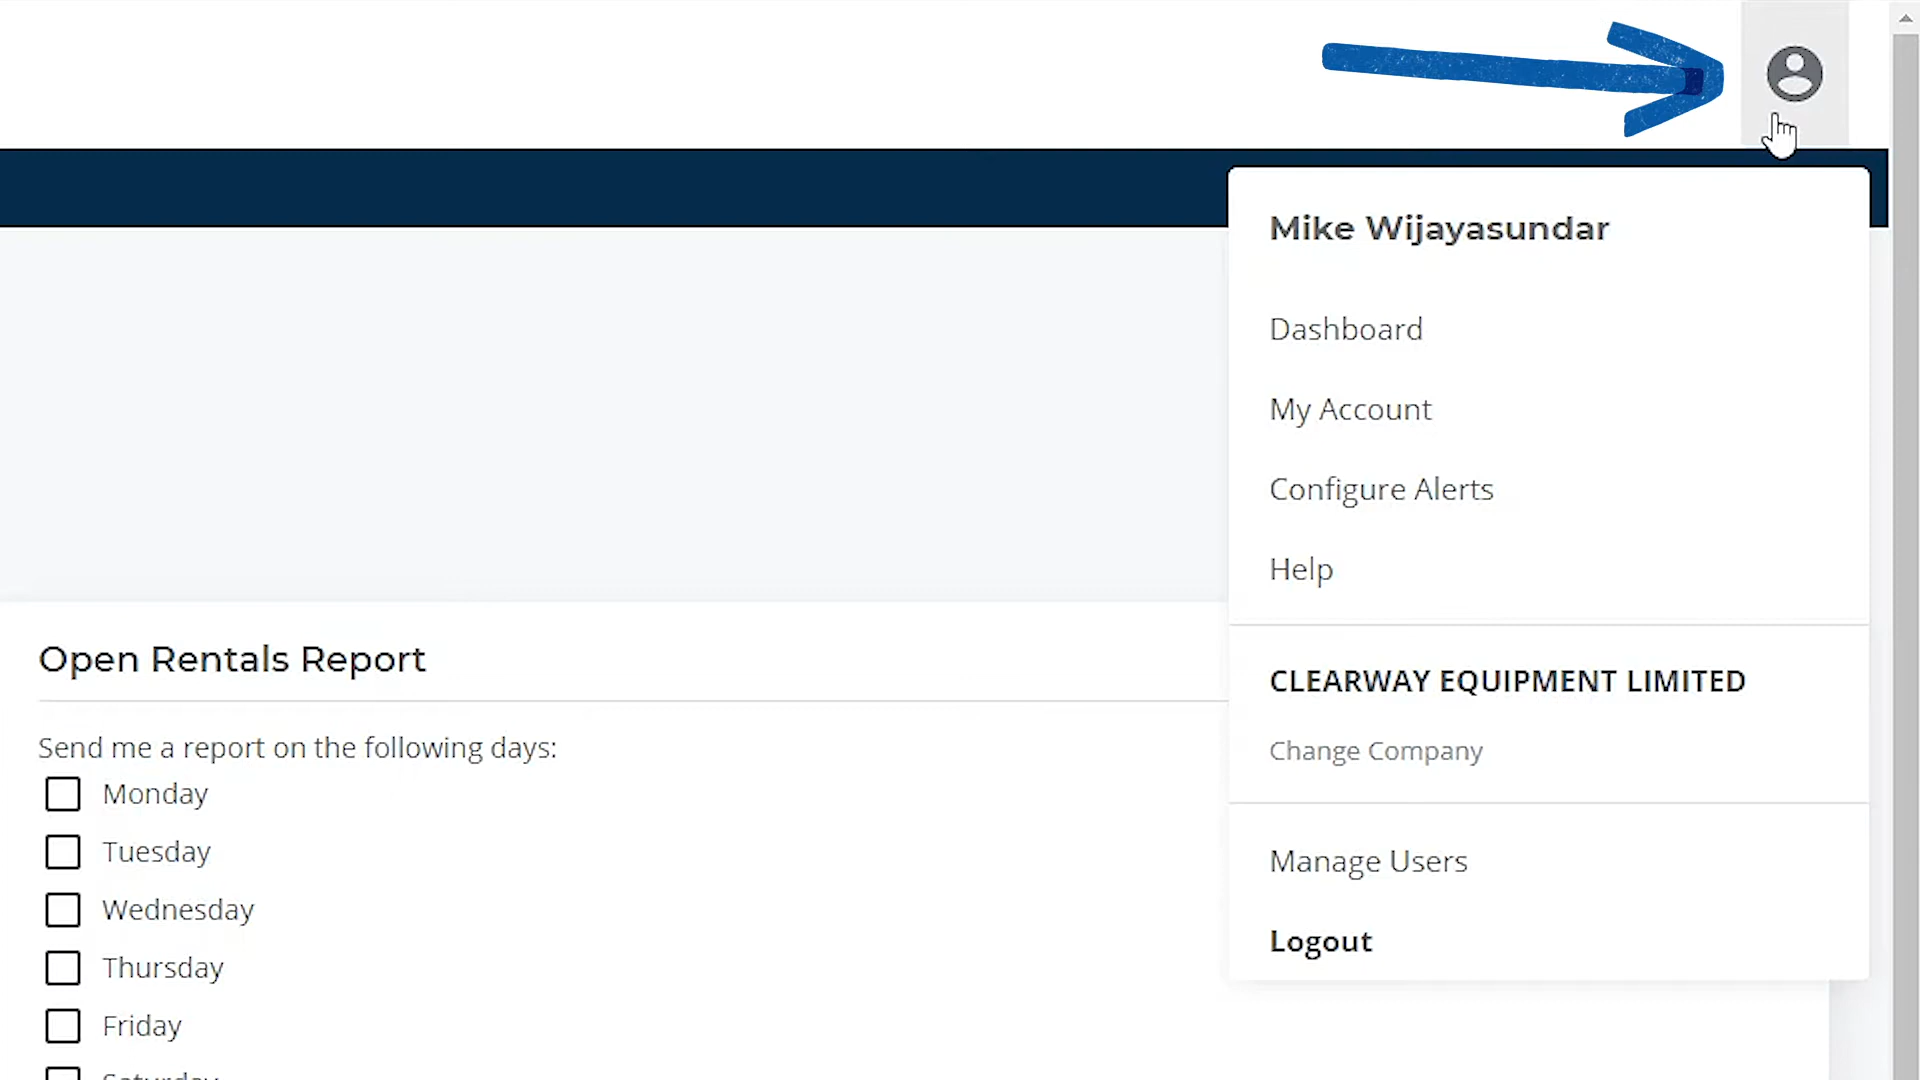 Mike Wijayasundar
Dashboard
My Account
Configure Alerts
Help
CLEARWAY EQUIPMENT LIMITED
Change Company
Manage Users
Logout
Open Rentals Report
Send me a report on the following days:
Monday
Tuesday
Wednesday
Thursday
Friday